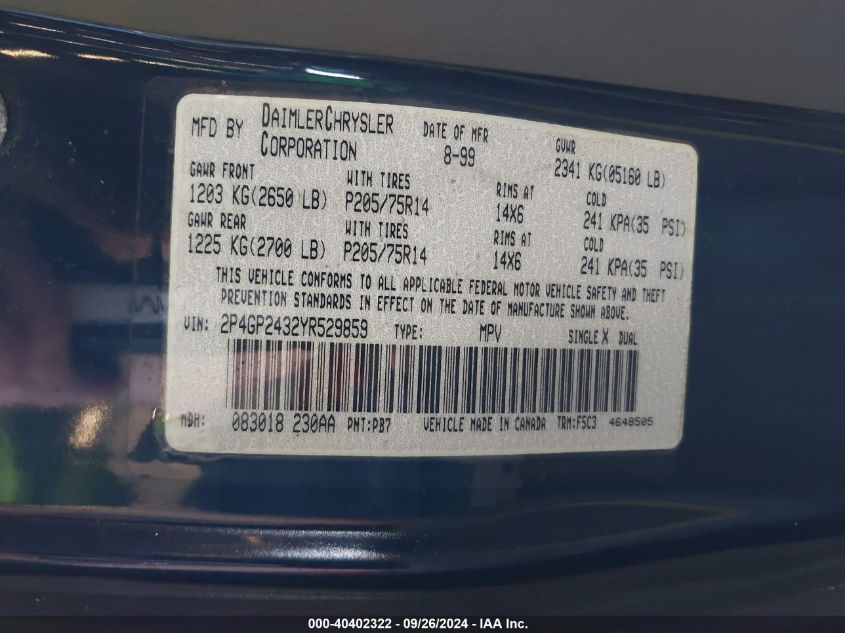 MFD BY DAIMLERCHRYSLER CORPORATION DATE OF MFR 8-99 GVWR 2341 KG(05160 LB)
GAWR FRONT WITH TIRES RIMS AT COLD
1203 KG(2650 LB) P205/75R14 14X6 241 KPA(35 PSI)
GAWR REAR WITH TIRES RIMS AT COLD
1225 KG(2700 LB) P205/75R14 14X6 241 KPA(35 PSI)
THIS VEHICLE CONFORMS TO ALL APPLICABLE FEDERAL MOTOR VEHICLE SAFETY AND THEFT
PREVENTION STANDARDS IN EFFECT ON THE DATE OF MANUFACTURE SHOWN ABOVE.
VIN: 2P4GP2432YR529859 TYPE: MPV SINGLE X DUAL
MDH: 083018 230AA PNT:PB7 VEHICLE MADE IN CANADA TRM:F5C3 4648505
000-40402322 - 09/26/2024 - IAA Inc.